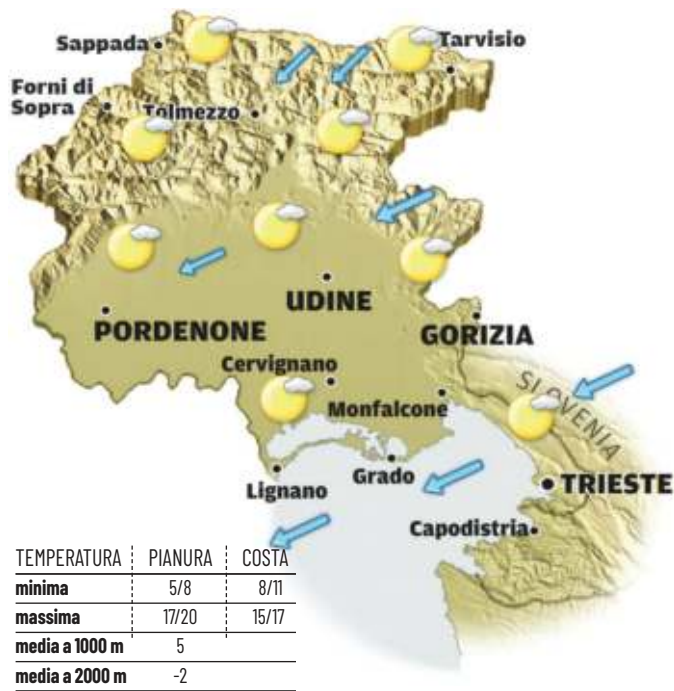 Sappada
Tarvisio
Forni di
Sopra
Tolmezzo
UDINE
PORDENONE
GORIZIA
Cervignano
SLOVENIA
Monfalcone
Grado
Lignano
TRIESTE
Capodistria
TEMPERATURA PIANURA COSTA
minima 5/8 8/11
massima 17/20 15/17
media a 1000 m 5
media a 2000 m -2